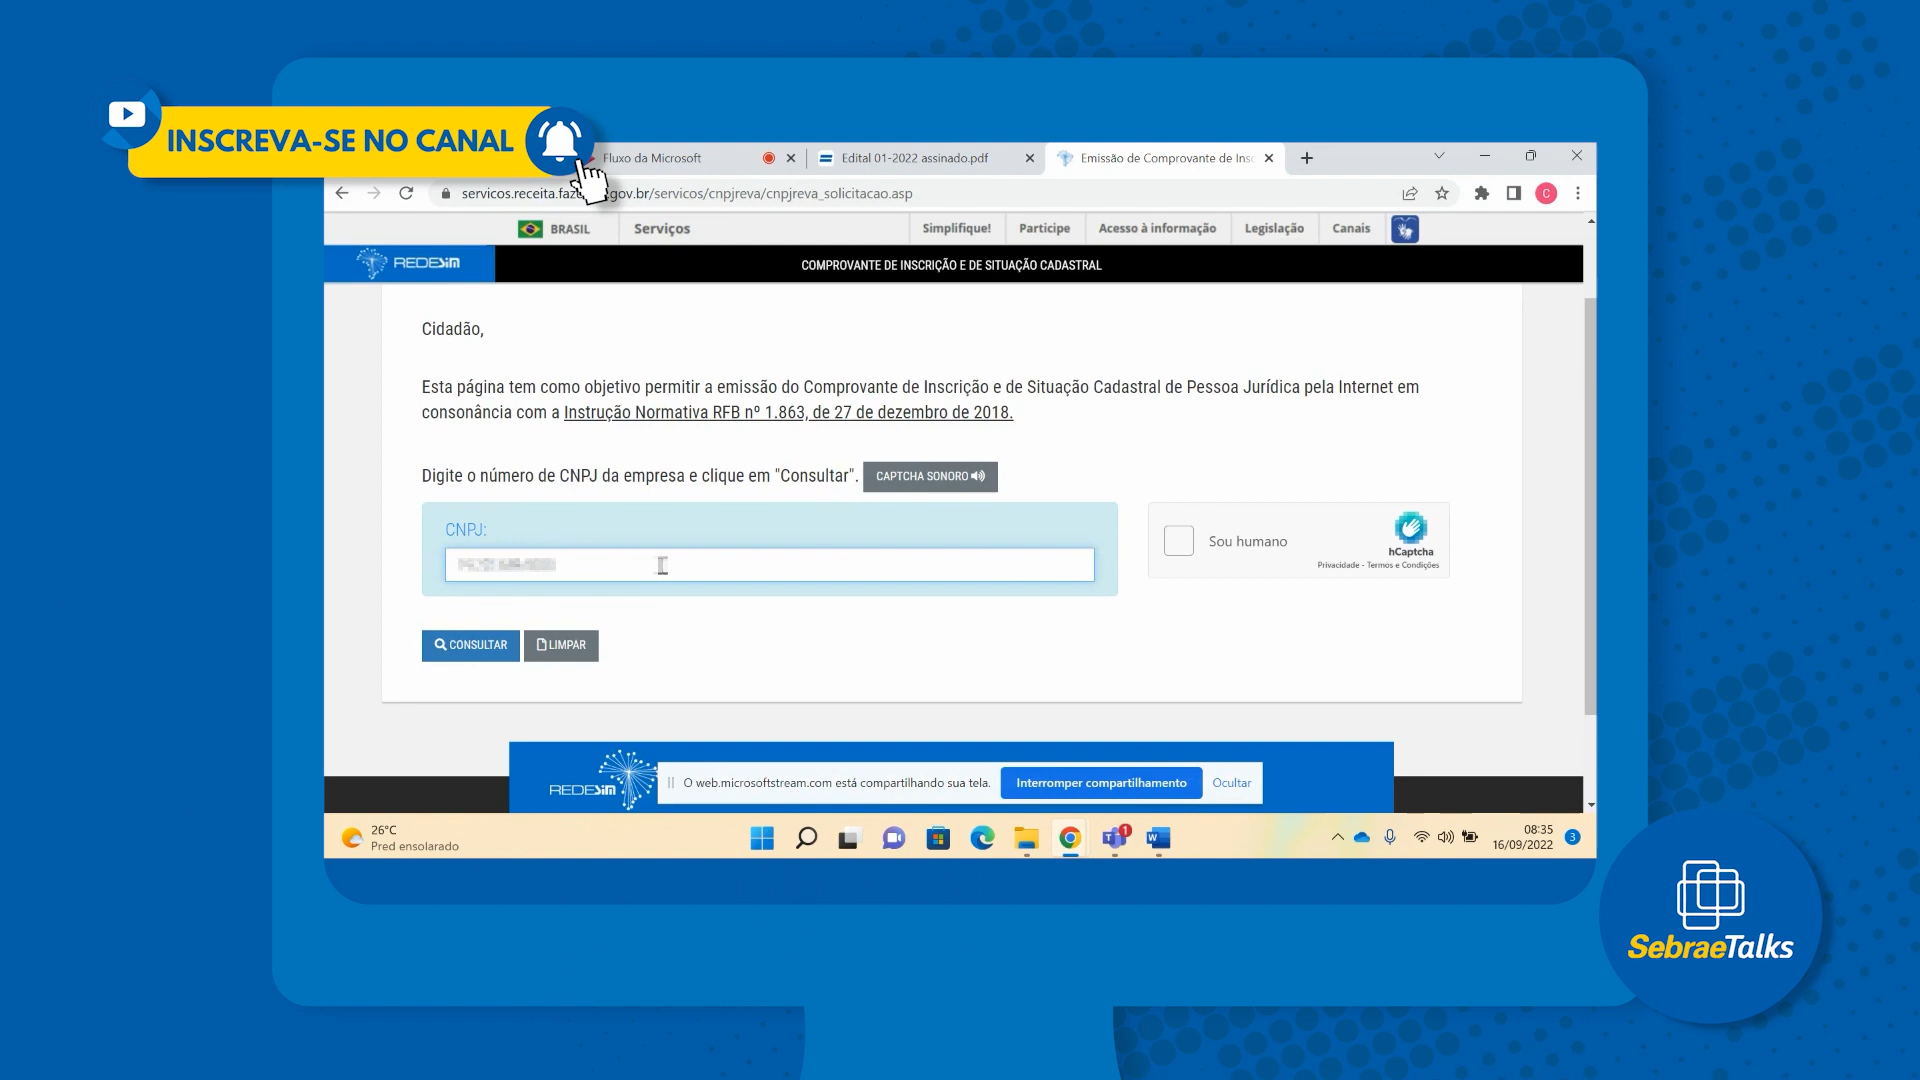 INSCREVA-SE NO CANAL
Fluxo da Microsoft
Edital 01-2022 assinado.pdf
Emissão de Comprovante de Insc
servicos.receita.faze gov.br/servicos/cnpjreva/cnpjreva_solicitacao.asp
C
BRASIL
Serviços
Simplifique!
Participe
Acesso à informação
Legislação
Canais
REDESIM
COMPROVANTE DE INSCRIÇÃO E DE SITUAÇÃO CADASTRAL
Cidadão,
Esta página tem como objetivo permitir a emissão do Comprovante de Inscrição e de Situação Cadastral de Pessoa Jurídica pela Internet em
consonância com a Instrução Normativa RFB nº 1.863, de 27 de dezembro de 2018.
Digite o número de CNPJ da empresa e clique em "Consultar".
CAPTCHA SONORO
CNPJ:
Sou humano
hCaptcha
Privacidade - Termos e Condições
CONSULTAR
LIMPAR
REDESIM
O web.microsoftstream.com está compartilhando sua tela.
Interromper compartilhamento
Ocultar
26°C
Pred ensolarado
1
08:35
16/09/2022
3
SebraeTalks